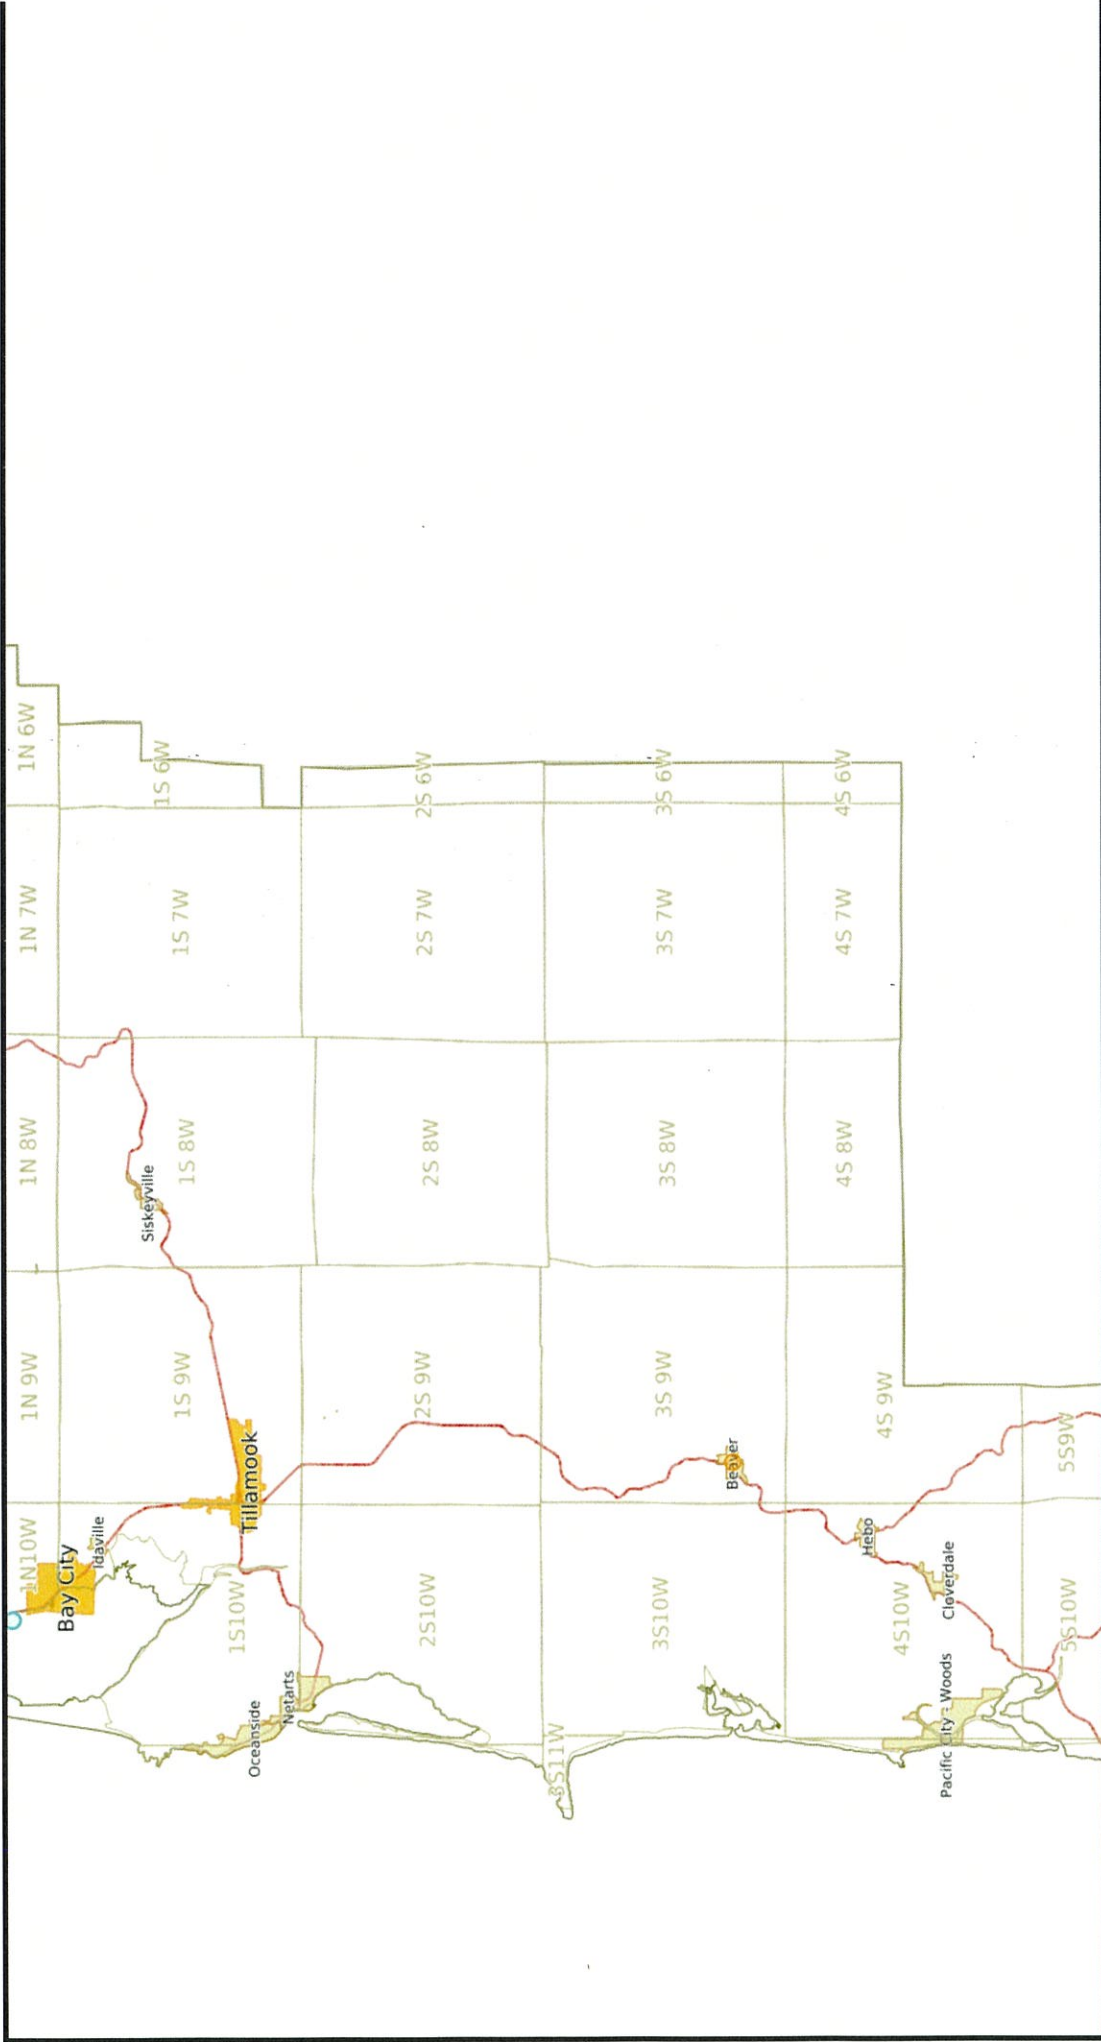 1N10W
1N 9W
1N 8W
1N 7W
1N 6W
Bay City
Idaville
Siskeyville
1S10W
1S 9W
1S 8W
1S 7W
1S 6W
Tillamook
Oceanside
Netarts
2S10W
2S 9W
2S 8W
2S 7W
2S 6W
3S11W
3S10W
3S 9W
3S 8W
3S 7W
3S 6W
Beaver
4S10W
4S 9W
4S 8W
4S 7W
4S 6W
Hebo
Cloverdale
Pacific City - Woods
5S10W
5S9W